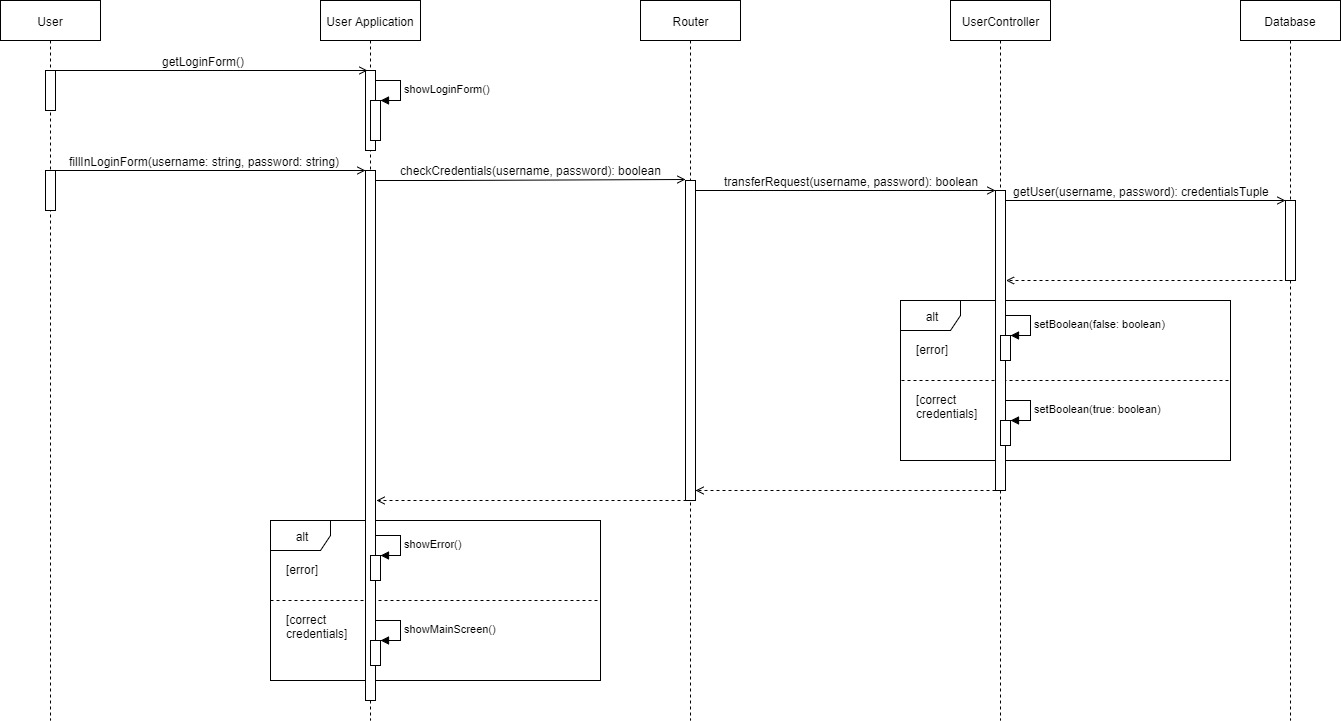 User
User Application
Router
UserController
Database
getLoginForm()
showLoginForm()
fillInLoginForm(username: string, password: string)
checkCredentials(username, password): boolean
transferRequest(username, password): boolean
getUser(username, password): credentialsTuple
alt
setBoolean(false: boolean)
[error]
[correct
credentials]
setBoolean(true: boolean)
alt
showError()
[error]
[correct
credentials]
showMainScreen()